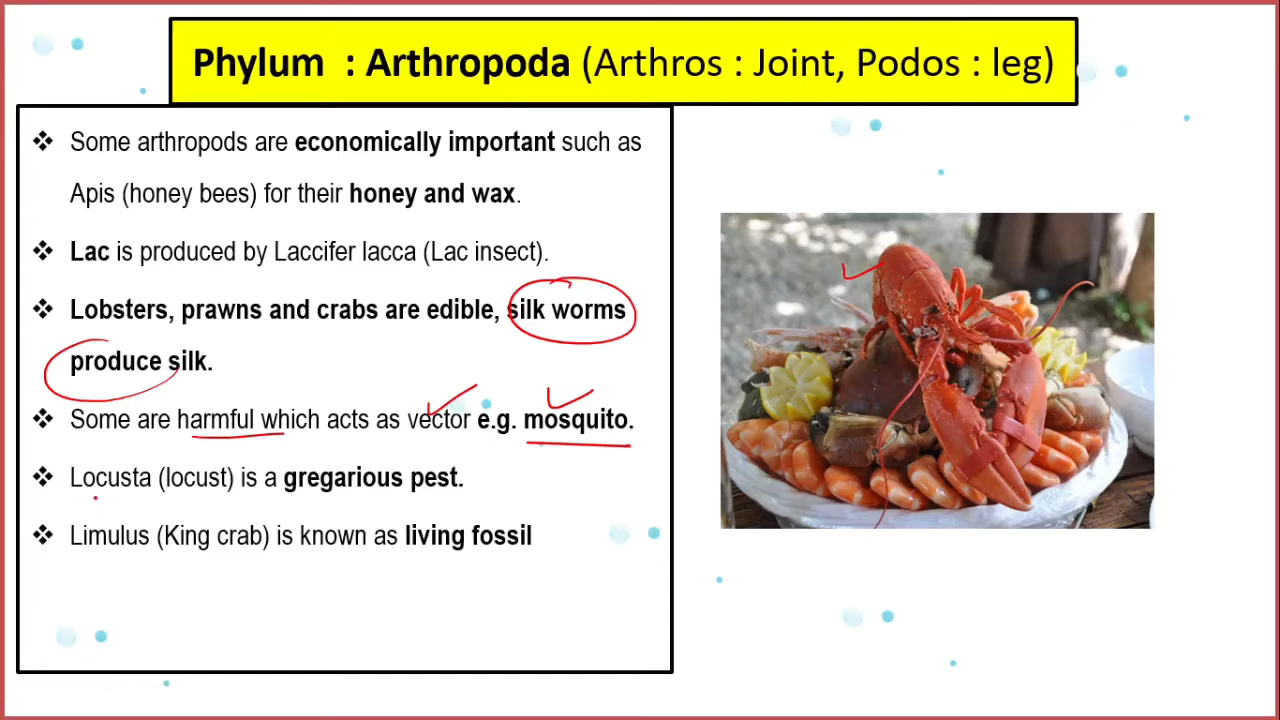 Phylum : Arthropoda (Arthros : Joint, Podos : leg)
❖ Some arthropods are economically important such as
Apis (honey bees) for their honey and wax.
❖ Lac is produced by Laccifer lacca (Lac insect).
❖ Lobsters, prawns and crabs are edible, silk worms
produce silk.
❖ Some are harmful which acts as vector e.g. mosquito.
❖ Locusta (locust) is a gregarious pest.
❖ Limulus (King crab) is known as living fossil